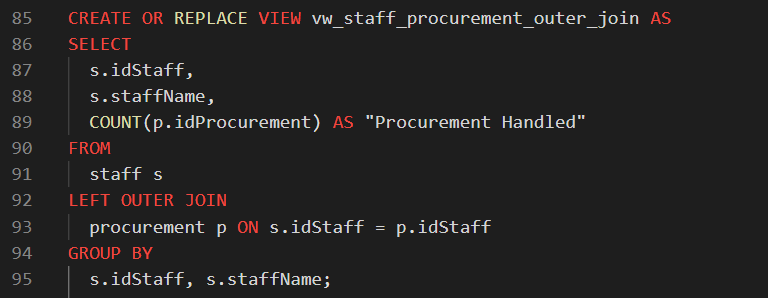 85 CREATE OR REPLACE VIEW vw_staff_procurement_outer_join AS
86 SELECT
87 s.idStaff,
88 s.staffName,
89 COUNT(p.idProcurement) AS "Procurement Handled"
90 FROM
91 staff s
92 LEFT OUTER JOIN
93 procurement p ON s.idStaff = p.idStaff
94 GROUP BY
95 s.idStaff, s.staffName;